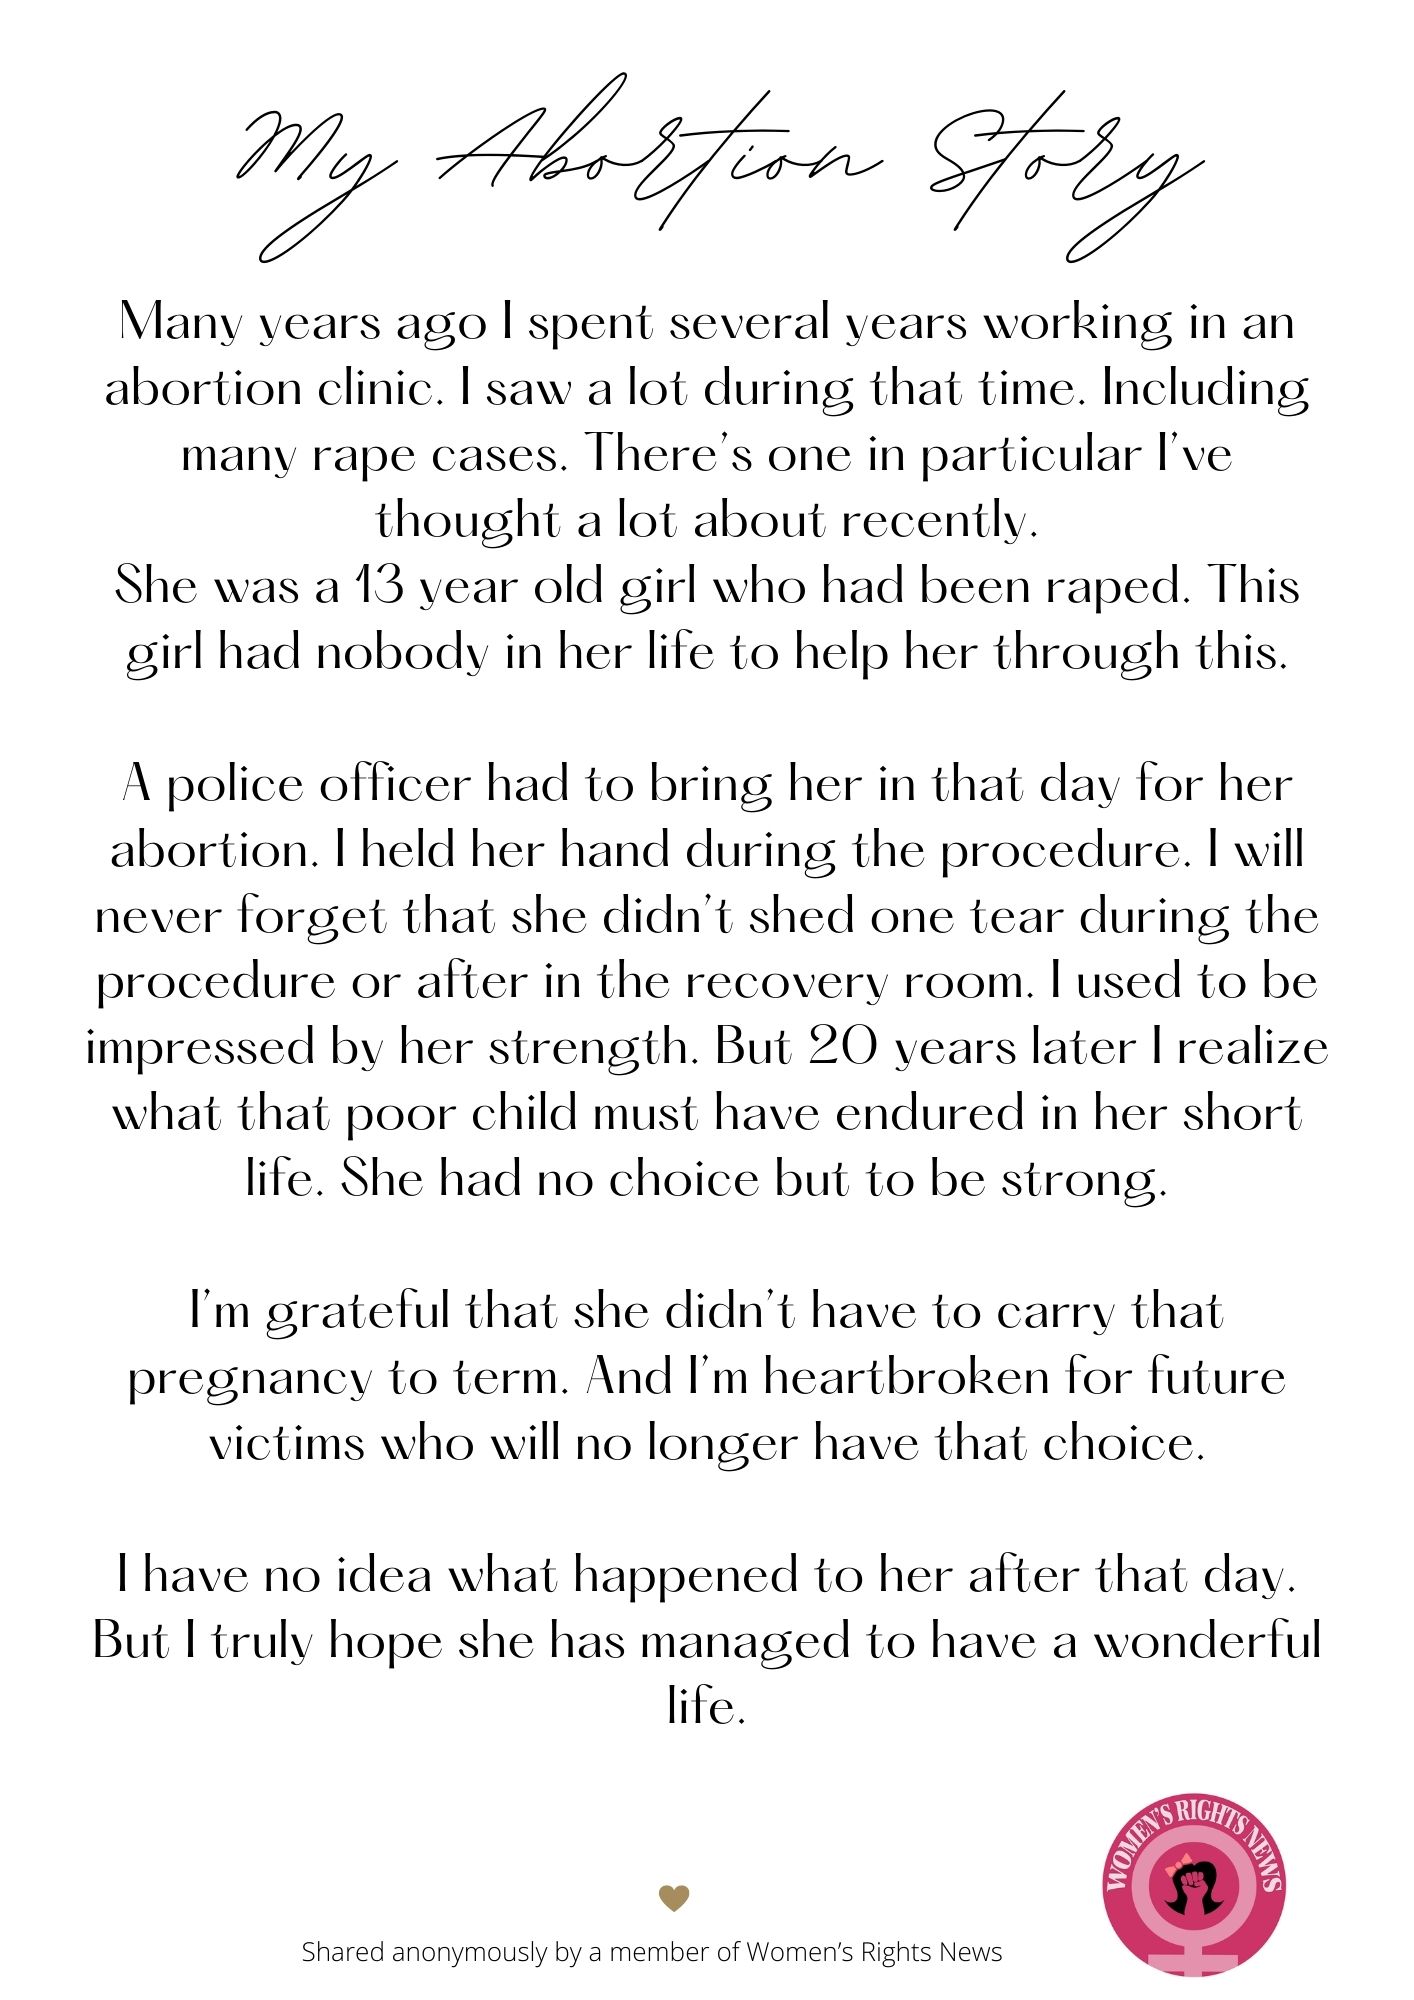 My Abortion Story
Many years ago I spent several years working in an
abortion clinic. I saw a lot during that time. Including
many rape cases. There's one in particular I've
thought a lot about recently.
She was a 13 year old girl who had been raped. This
girl had nobody in her life to help her through this.
A police officer had to bring her in that day for her
abortion. I held her hand during the procedure. I will
never forget that she didn't shed one tear during the
procedure or after in the recovery room. I used to be
impressed by her strength. But 20 years later I realize
what that poor child must have endured in her short
life. She had no choice but to be strong.
I'm grateful that she didn't have to carry that
pregnancy to term. And I'm heartbroken for future
victims who will no longer have that choice.
I have no idea what happened to her after that day.
But I truly hope she has managed to have a wonderful
life.
WOMEN'S RIGHTS NEWS
Shared anonymously by a member of Women's Rights News